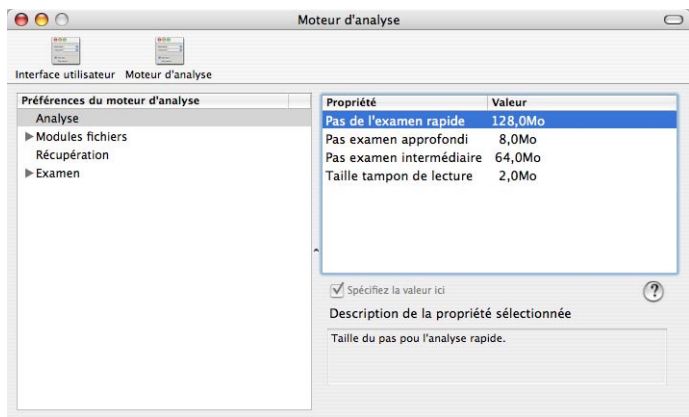 Moteur d'analyse
Interface utilisateur Moteur d'analyse
Préférences du moteur d'analyse
Analyse
Modules fichiers
Récupération
Examen
Propriété Valeur
Pas de l'examen rapide 128,0Mo
Pas examen approfondi 8,0Mo
Pas examen intermédiaire 64,0Mo
Taille tampon de lecture 2,0Mo
Spécifiez la valeur ici ?
Description de la propriété sélectionnée
Taille du pas pou l'analyse rapide.